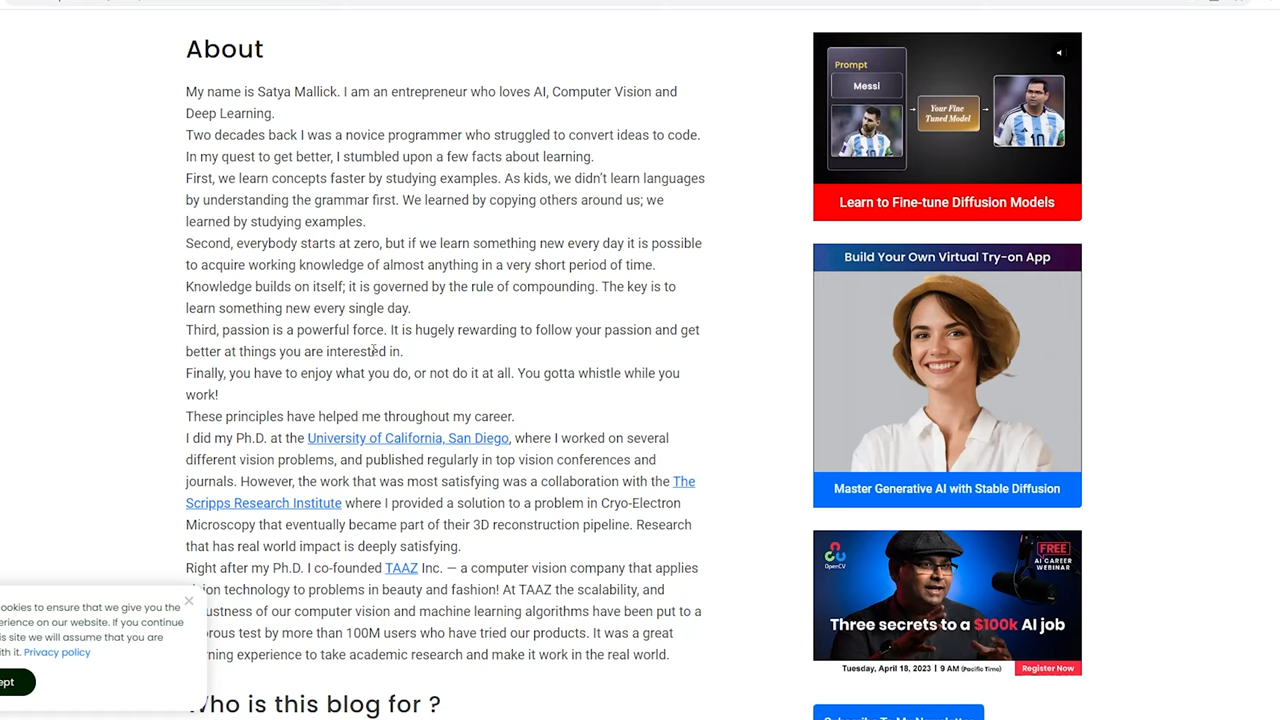 About
My name is Satya Mallick. I am an entrepreneur who loves AI, Computer Vision and
Deep Learning.
Two decades back I was a novice programmer who struggled to convert ideas to code.
In my quest to get better, I stumbled upon a few facts about learning.
First, we learn concepts faster by studying examples. As kids, we didn't learn languages
by understanding the grammar first. We learned by copying others around us; we
learned by studying examples.
Second, everybody starts at zero, but if we learn something new every day it is possible
to acquire working knowledge of almost anything in a very short period of time.
Knowledge builds on itself; it is governed by the rule of compounding. The key is to
learn something new every single day.
Third, passion is a powerful force. It is hugely rewarding to follow your passion and get
better at things you are interested in.
Finally, you have to enjoy what you do, or not do it at all. You gotta whistle while you
work!
These principles have helped me throughout my career.
I did my Ph.D. at the University of California, San Diego, where I worked on several
different vision problems, and published regularly in top vision conferences and
journals. However, the work that was most satisfying was a collaboration with the The
Scripps Research Institute where I provided a solution to a problem in Cryo-Electron
Microscopy that eventually became part of their 3D reconstruction pipeline. Research
that has real world impact is deeply satisfying.
Right after my Ph.D. I co-founded TAAZ Inc. — a computer vision company that applies
technology to problems in beauty and fashion! At TAAZ the scalability, and
of our computer vision and machine learning algorithms have been put to a
test by more than 100M users who have tried our products. It was a great
experience to take academic research and make it work in the real world.
Who is this blog for ?
ookies to ensure that we give you the
erience on our website. If you continue
is site we will assume that you are
th it. Privacy policy
ept
Prompt
Messi
Your Fine
Tuned Model
10
10
Learn to Fine-tune Diffusion Models
Build Your Own Virtual Try-on App
Master Generative AI with Stable Diffusion
OpenCV
FREE
AI CAREER
WEBINAR
Three secrets to a $100k AI job
Tuesday, April 18, 2023 | 9 AM (Pacific Time)
Register Now